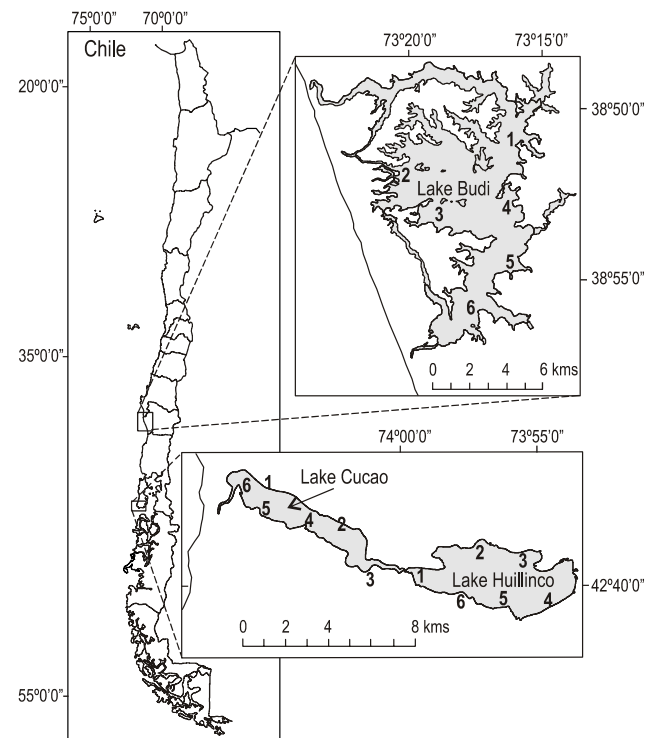 75º0'0" 70º0'0"
Chile
20º0'0"
35º0'0"
55º0'0"
73º20'0" 73º15'0"
38º50'0"
1
2
Lake Budi
3
4
5
38º55'0"
6
0 2 4 6 kms
74º00'0" 73º55'0"
Lake Cucao
6 1
5 4 2
3
1 2 3
Lake Huillinco
42º40'0"
6 5 4
0 2 4 8 kms